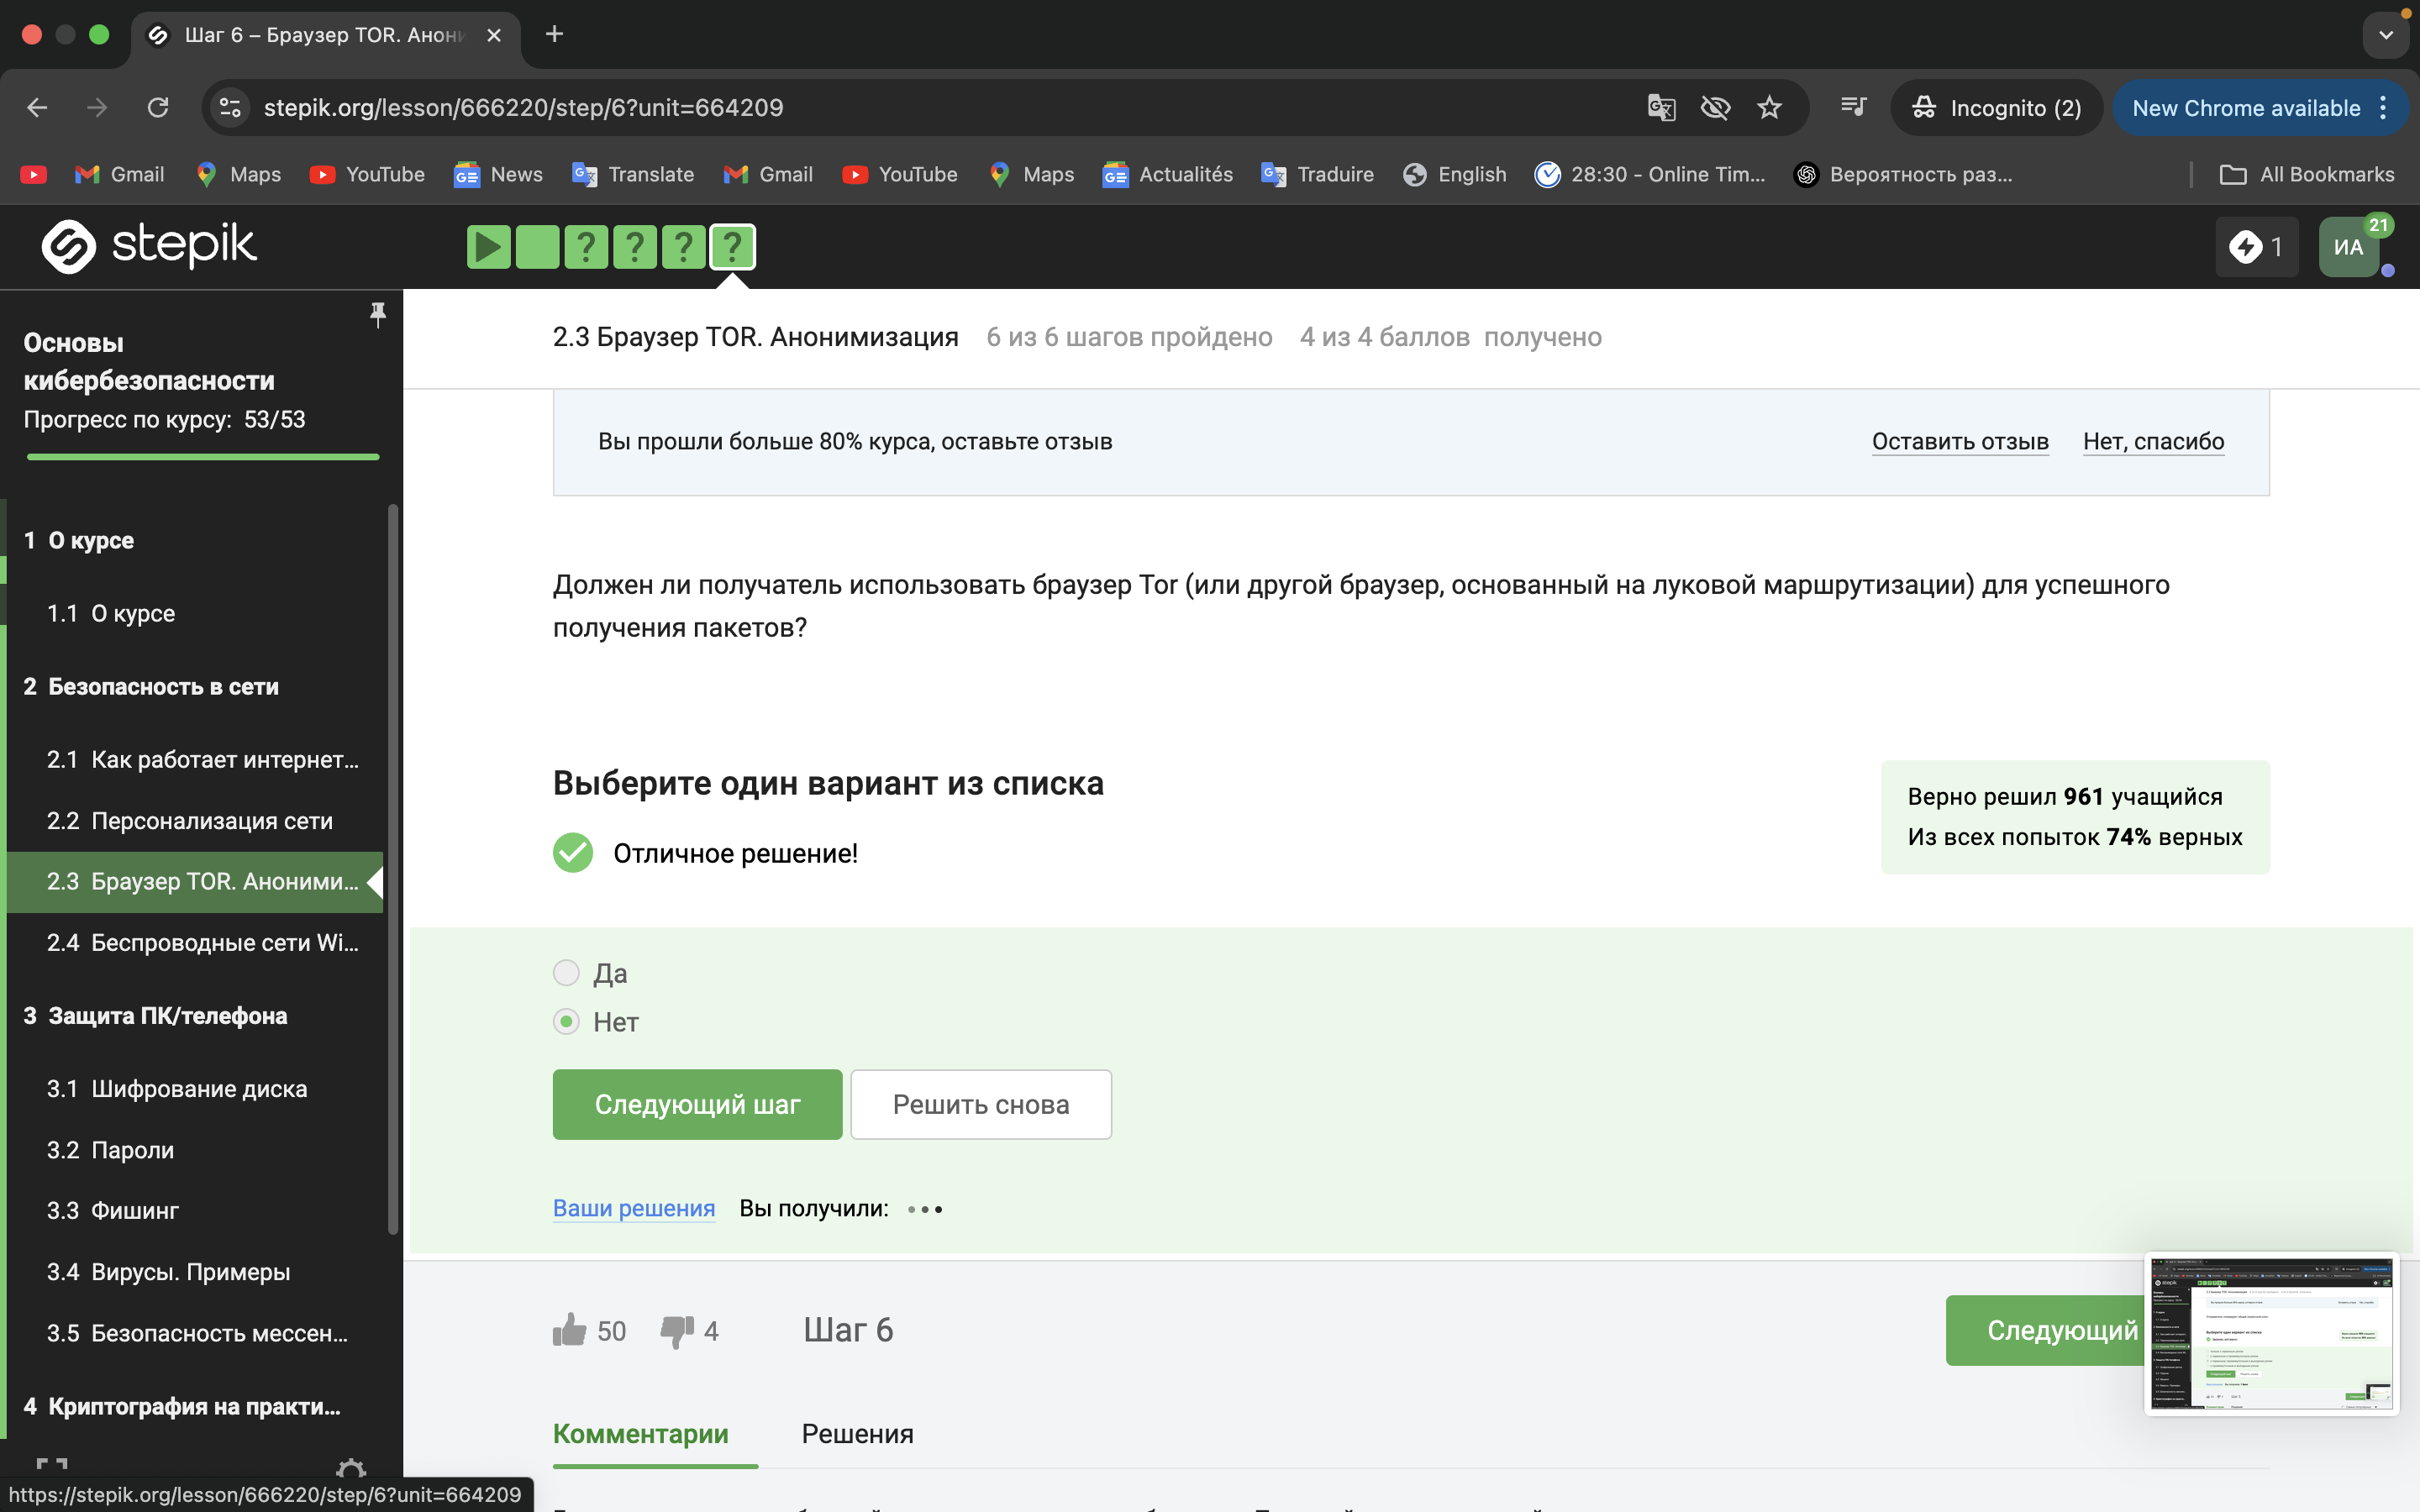 Шаг 6 – Браузер TOR. Анони
stepik.org/lesson/666220/step/6?unit=664209
Incognito (2)
New Chrome available
Gmail
Maps
YouTube
News
Translate
Gmail
YouTube
Maps
Actualités
Traduire
English
28:30 - Online Tim...
Вероятность раз...
All Bookmarks
stepik
? ? ? ?
1
ИА
21
Основы
кибербезопасности
Прогресс по курсу: 53/53
1 О курсе
1.1 О курсе
2 Безопасность в сети
2.1 Как работает интернет...
2.2 Персонализация сети
2.3 Браузер TOR. Аноними...
2.4 Беспроводные сети Wi...
3 Защита ПК/телефона
3.1 Шифрование диска
3.2 Пароли
3.3 Фишинг
3.4 Вирусы. Примеры
3.5 Безопасность мессен...
4 Криптография на практи...
https://stepik.org/lesson/666220/step/6?unit=664209
2.3 Браузер TOR. Анонимизация 6 из 6 шагов пройдено 4 из 4 баллов получено
Вы прошли больше 80% курса, оставьте отзыв
Оставить отзыв
Нет, спасибо
Должен ли получатель использовать браузер Tor (или другой браузер, основанный на луковой маршрутизации) для успешного
получения пакетов?
Выберите один вариант из списка
Отличное решение!
Верно решил 961 учащийся
Из всех попыток 74% верных
Да
Нет
Следующий шаг
Решить снова
Ваши решения Вы получили:
50
4
Шаг 6
Следующий
Комментарии
Решения